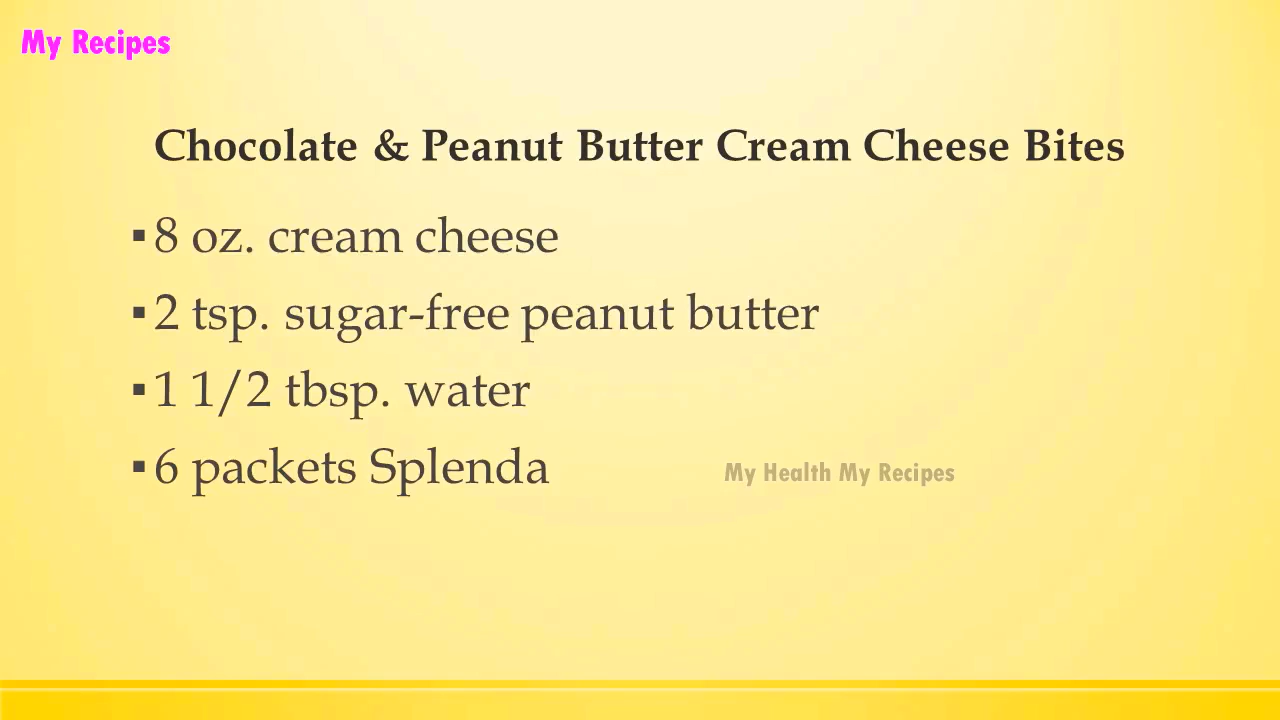 My Recipes
Chocolate & Peanut Butter Cream Cheese Bites
▪8 oz. cream cheese
▪2 tsp. sugar-free peanut butter
▪1 1/2 tbsp. water
▪6 packets Splenda
My Health My Recipes